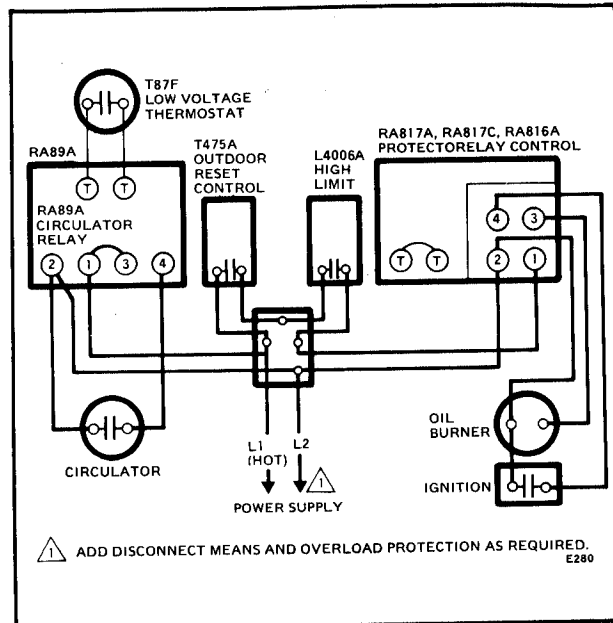 T87F
LOW VOLTAGE
THERMOSTAT
RA89A
T475A
OUTDOOR
RESET
CONTROL
L4006A
HIGH
LIMIT
RA817A, RA817C, RA816A
PROTECTORELAY CONTROL
T T
RA89A
CIRCULATOR
RELAY
2 1 3 4
4 3
T T 2 1
CIRCULATOR
L1
(HOT)
L2
1
POWER SUPPLY
OIL
BURNER
IGNITION
1 ADD DISCONNECT MEANS AND OVERLOAD PROTECTION AS REQUIRED.
E280